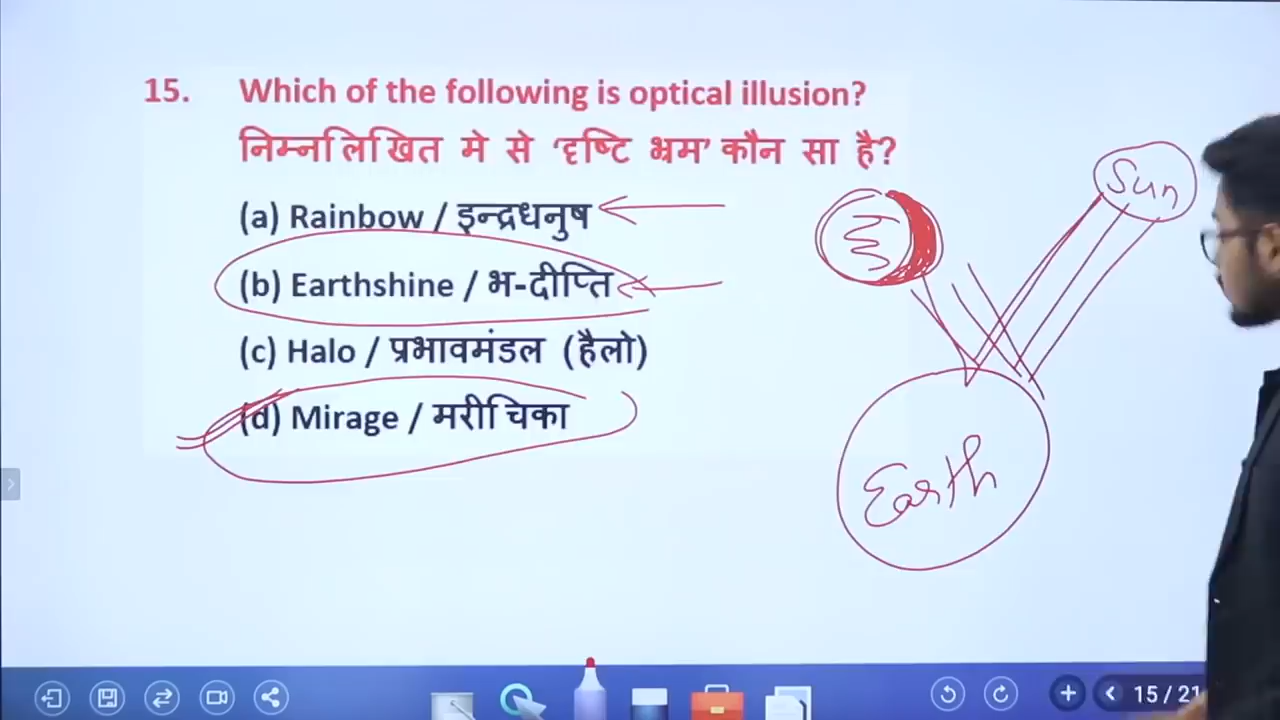 15. Which of the following is optical illusion?
निम्नलिखित मे से ‘दृष्टि भ्रम’ कौन सा है?
(a) Rainbow / इन्द्रधनुष
(b) Earthshine / भ-दीप्ति
(c) Halo / प्रभावमंडल (हैलो)
(d) Mirage / मरीचिका
Sun
Earth
15 / 21